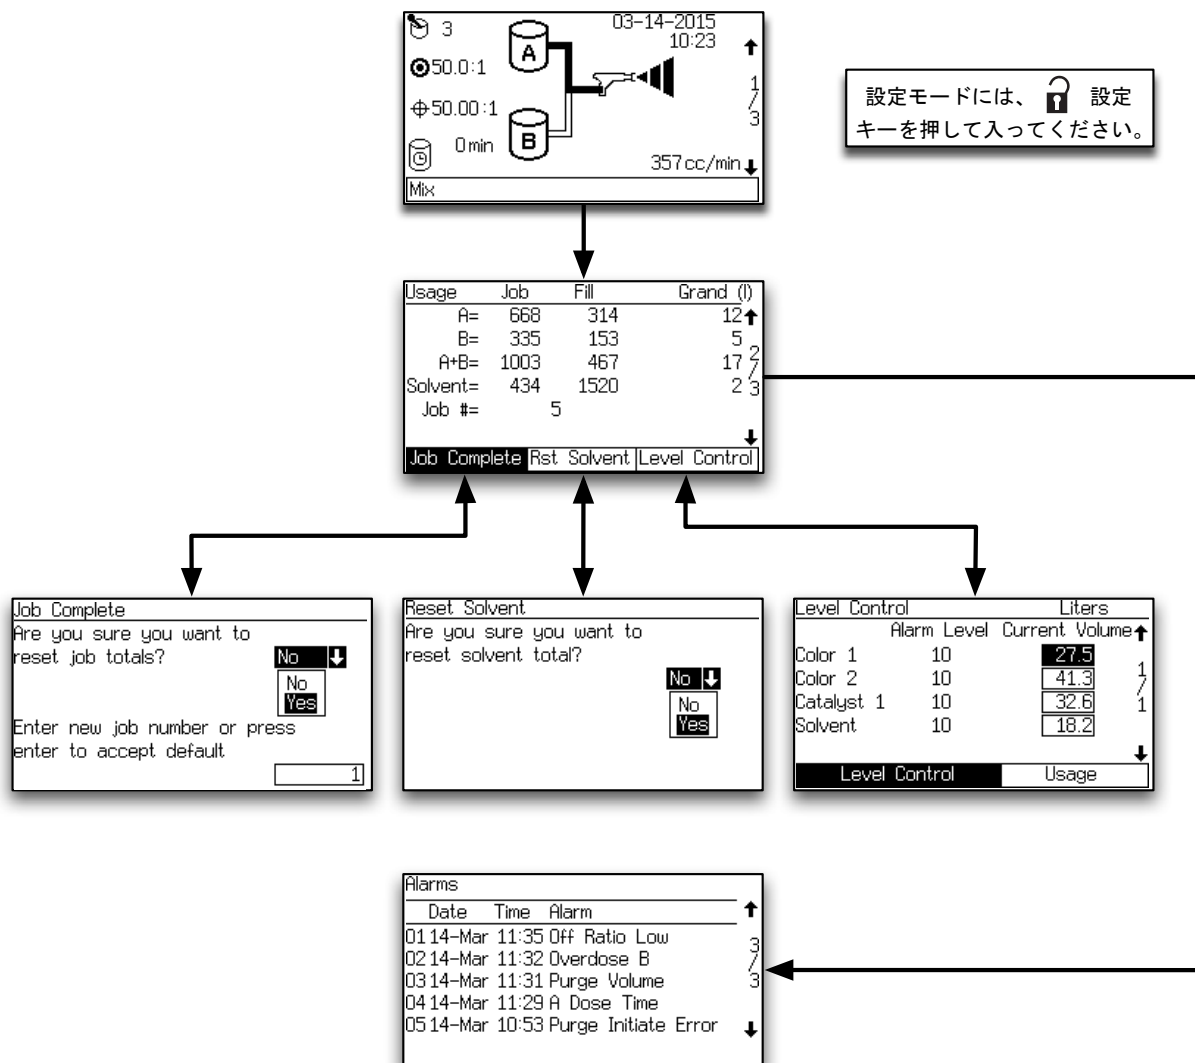 3
03-14-2015
10:23
A
50.0:1
1
/
3
50.00:1
0min
B
357cc/min
Mix
設定モードには、 設定
キーを押して入ってください。
Usage Job Fill Grand (l)
A= 668 314 12
B= 335 153 5
A+B= 1003 467 17
Solvent= 434 1520 2
Job #= 5
2
/
3
Job Complete Rst Solvent Level Control
Job Complete
Are you sure you want to
reset job totals? No
No
Yes
Enter new job number or press
enter to accept default
1
Reset Solvent
Are you sure you want to
reset solvent total?
No
No
Yes
Level Control Liters
Alarm Level Current Volume
Color 1 10 27.5
Color 2 10 41.3
Catalyst 1 10 32.6
Solvent 10 18.2
1
/
1
Level Control Usage
Alarms
Date Time Alarm
01 14-Mar 11:35 Off Ratio Low
02 14-Mar 11:32 Overdose B
03 14-Mar 11:31 Purge Volume
04 14-Mar 11:29 A Dose Time
05 14-Mar 10:53 Purge Initiate Error
3
/
3